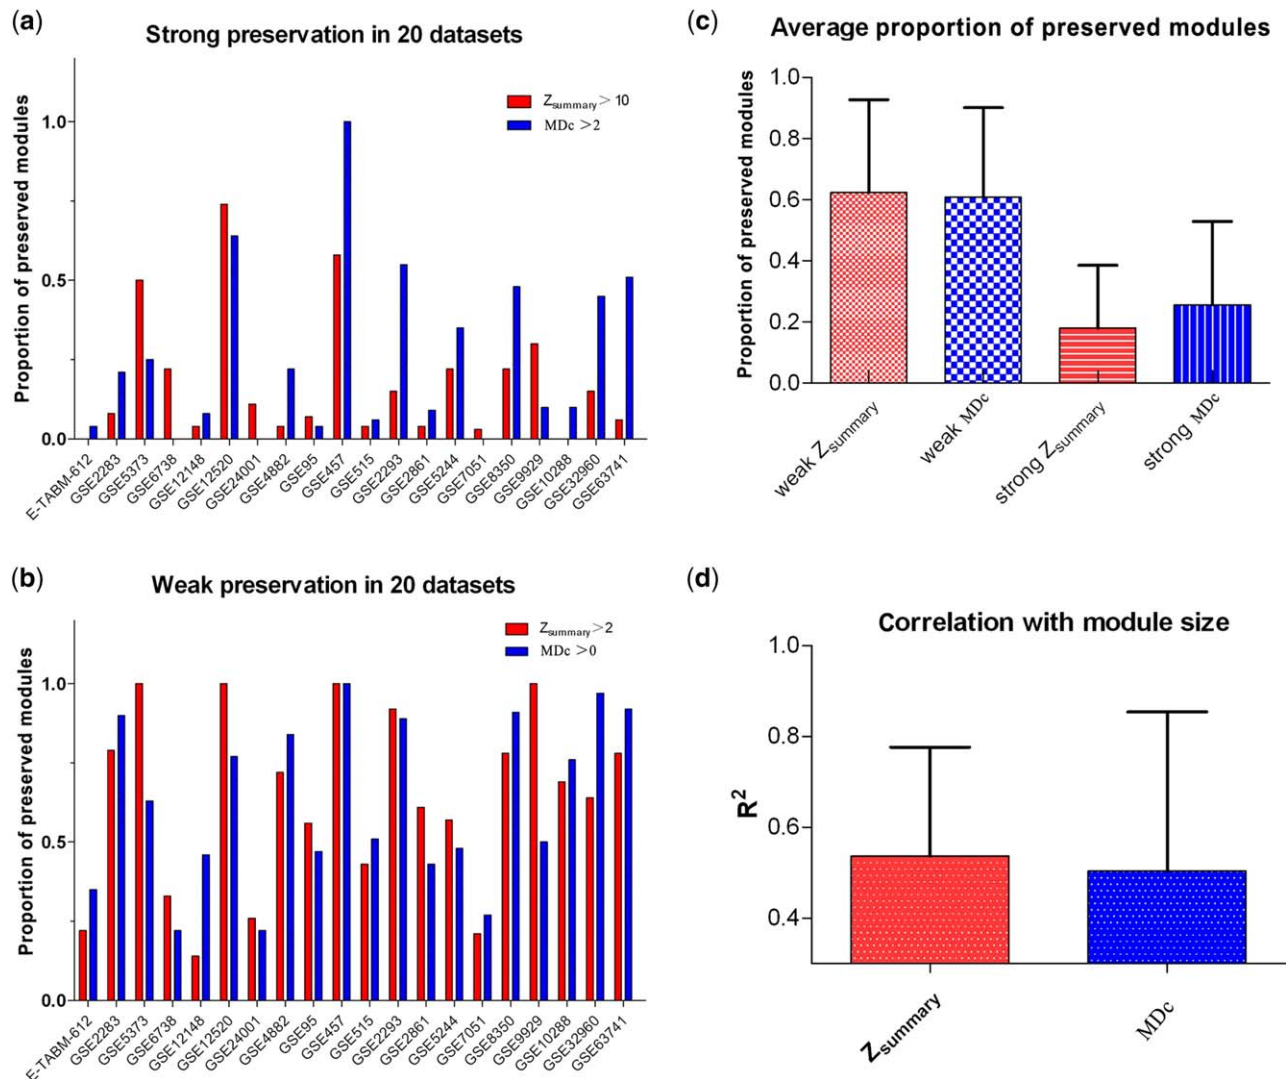 (a)
Strong preservation in 20 datasets
Proportion of preserved modules
Zsummary > 10
MDc >2
1.0
0.5
0.0
E-TABM-612
GSE2283
GSE5373
GSE6738
GSE12148
GSE12520
GSE24001
GSE4882
GSE95
GSE457
GSE515
GSE2293
GSE2861
GSE5244
GSE7051
GSE8350
GSE9929
GSE10288
GSE32960
GSE63741
(c)
Average proportion of preserved modules
Proportion of preserved modules
1.0
0.8
0.6
0.4
0.2
0.0
weak Zsummary
weak MDc
strong Zsummary
strong MDc
(b)
Weak preservation in 20 datasets
Proportion of preserved modules
Zsummary >2
MDc >0
1.0
0.5
0.0
E-TABM-612
GSE2283
GSE5373
GSE6738
GSE12148
GSE12520
GSE24001
GSE4882
GSE95
GSE457
GSE515
GSE2293
GSE2861
GSE5244
GSE7051
GSE8350
GSE9929
GSE10288
GSE32960
GSE63741
(d)
Correlation with module size
R²
1.0
0.8
0.6
0.4
Zsummary
MDc